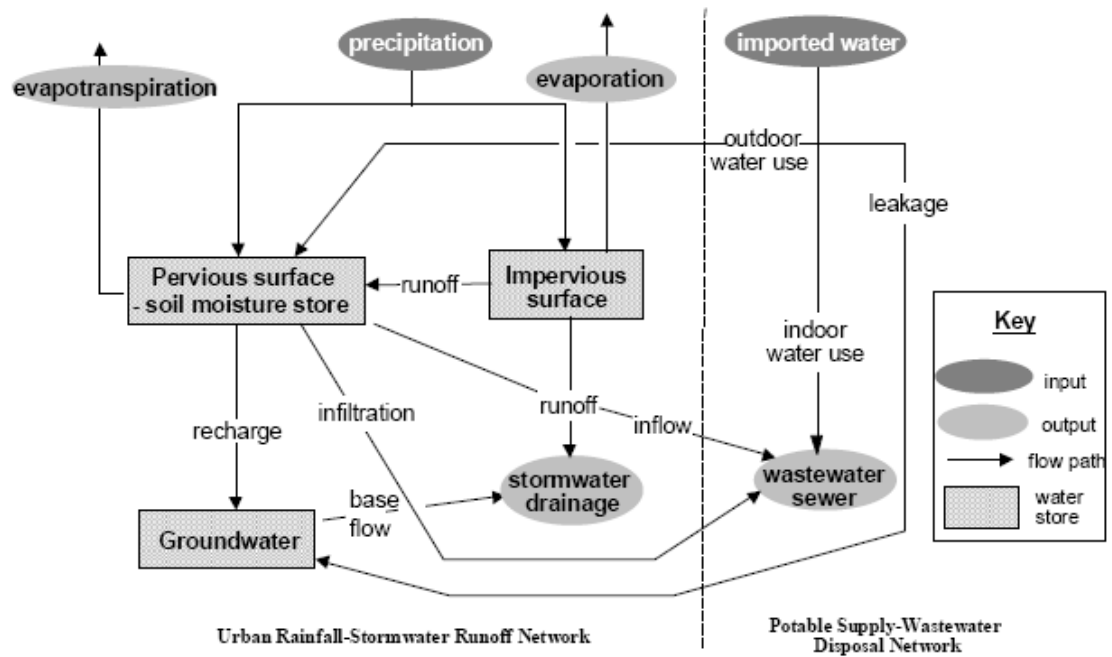 precipitation
imported water
evapotranspiration
evaporation
outdoor
water use
leakage
Pervious surface
- soil moisture store
runoff
Impervious
surface
Key
input
output
flow path
water
store
indoor
water use
infiltration
runoff
inflow
recharge
stormwater
drainage
wastewater
sewer
base
flow
Groundwater
Urban Rainfall-Stormwater Runoff Network
Potable Supply-Wastewater
Disposal Network